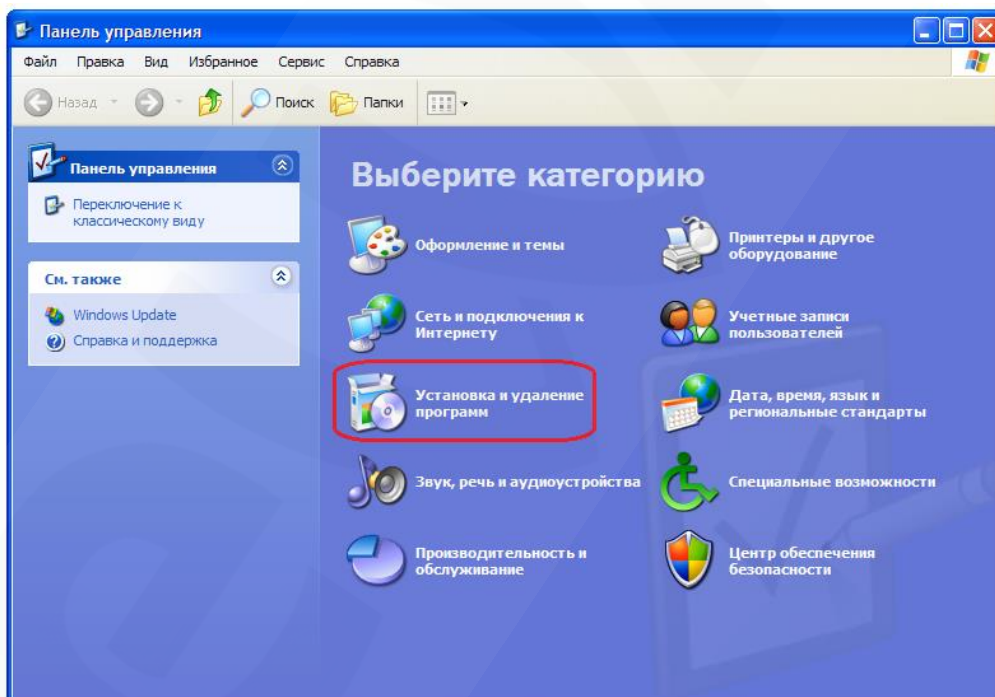 Панель управления
Файл Правка Вид Избранное Сервис Справка
Назад Поиск Папки
Панель управления
Переключение к
классическому виду
См. также
Windows Update
Справка и поддержка
Выберите категорию
Оформление и темы
Принтеры и другое
оборудование
Сеть и подключения к
Интернету
Учетные записи
пользователей
Установка и удаление
программ
Дата, время, язык и
региональные стандарты
Звук, речь и аудиоустройства
Специальные возможности
Производительность и
обслуживание
Центр обеспечения
безопасности